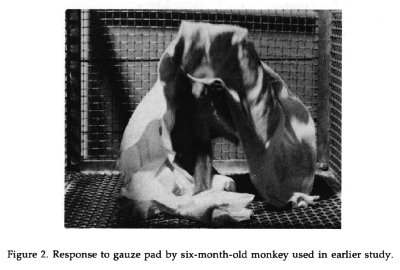 Figure 2. Response to gauze pad by six-month-old monkey used in earlier study.